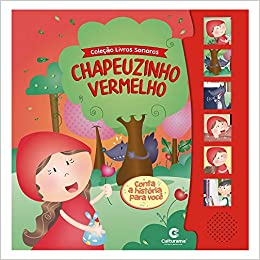 Coleção Livros Sonoros
CHAPEUZINHO
VERMELHO
Conta
a história
para você
Culturama